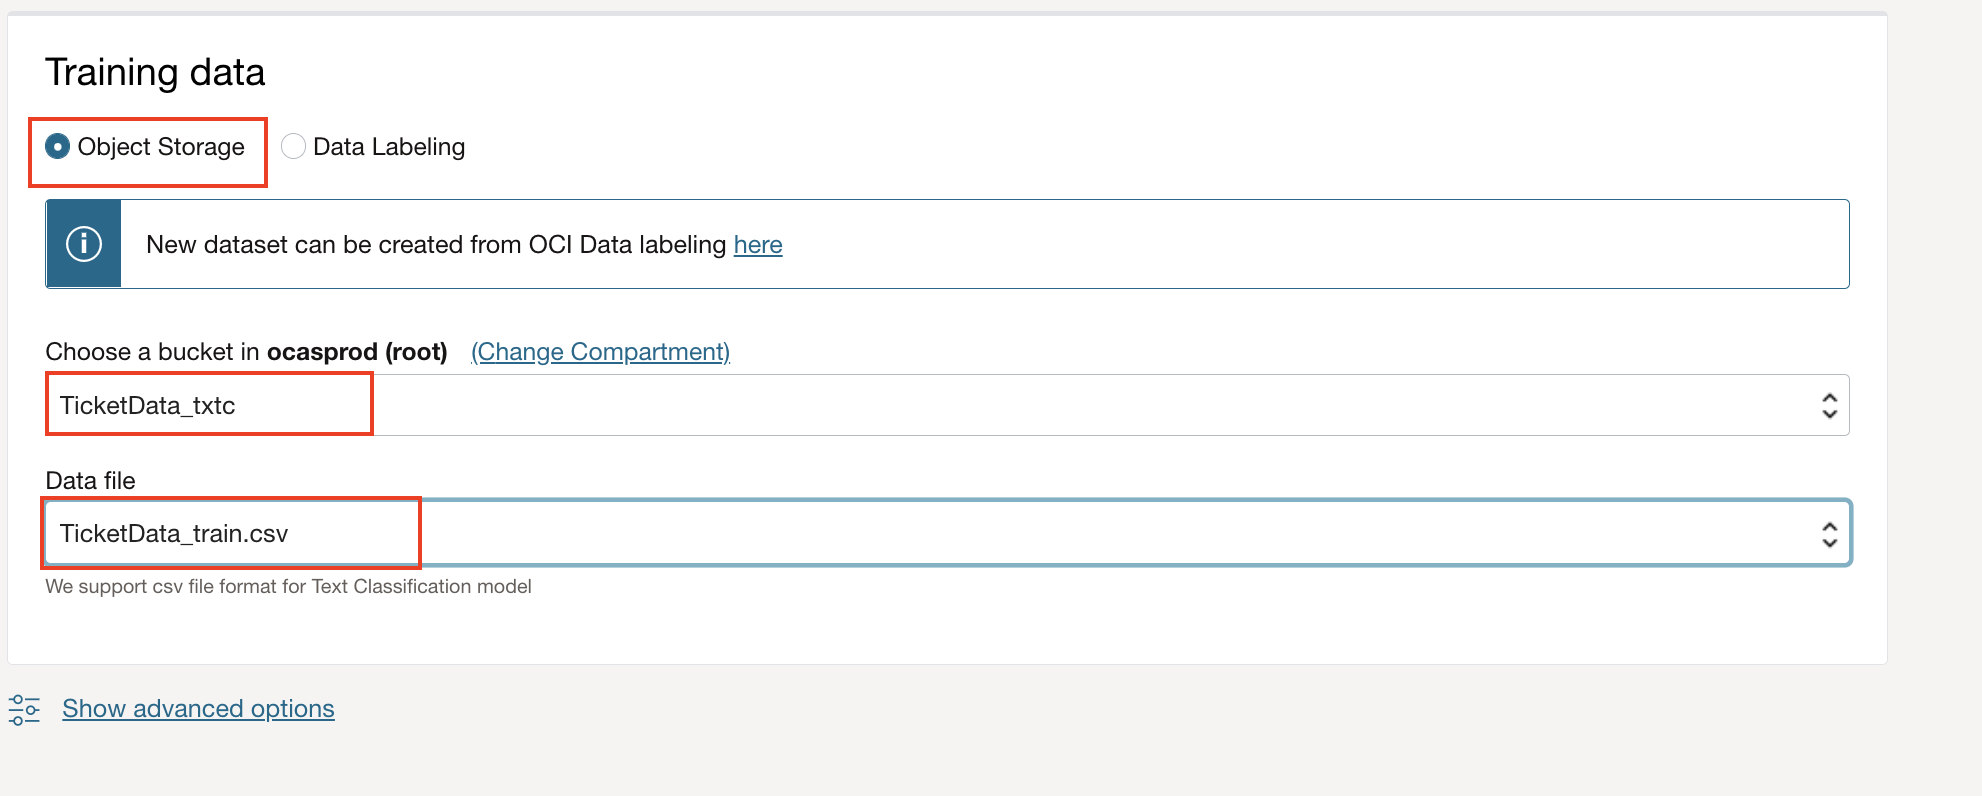 Training data
Object Storage Data Labeling
New dataset can be created from OCI Data labeling here
Choose a bucket in ocasprod (root) (Change Compartment)
TicketData_txtc
Data file
TicketData_train.csv
We support csv file format for Text Classification model
Show advanced options